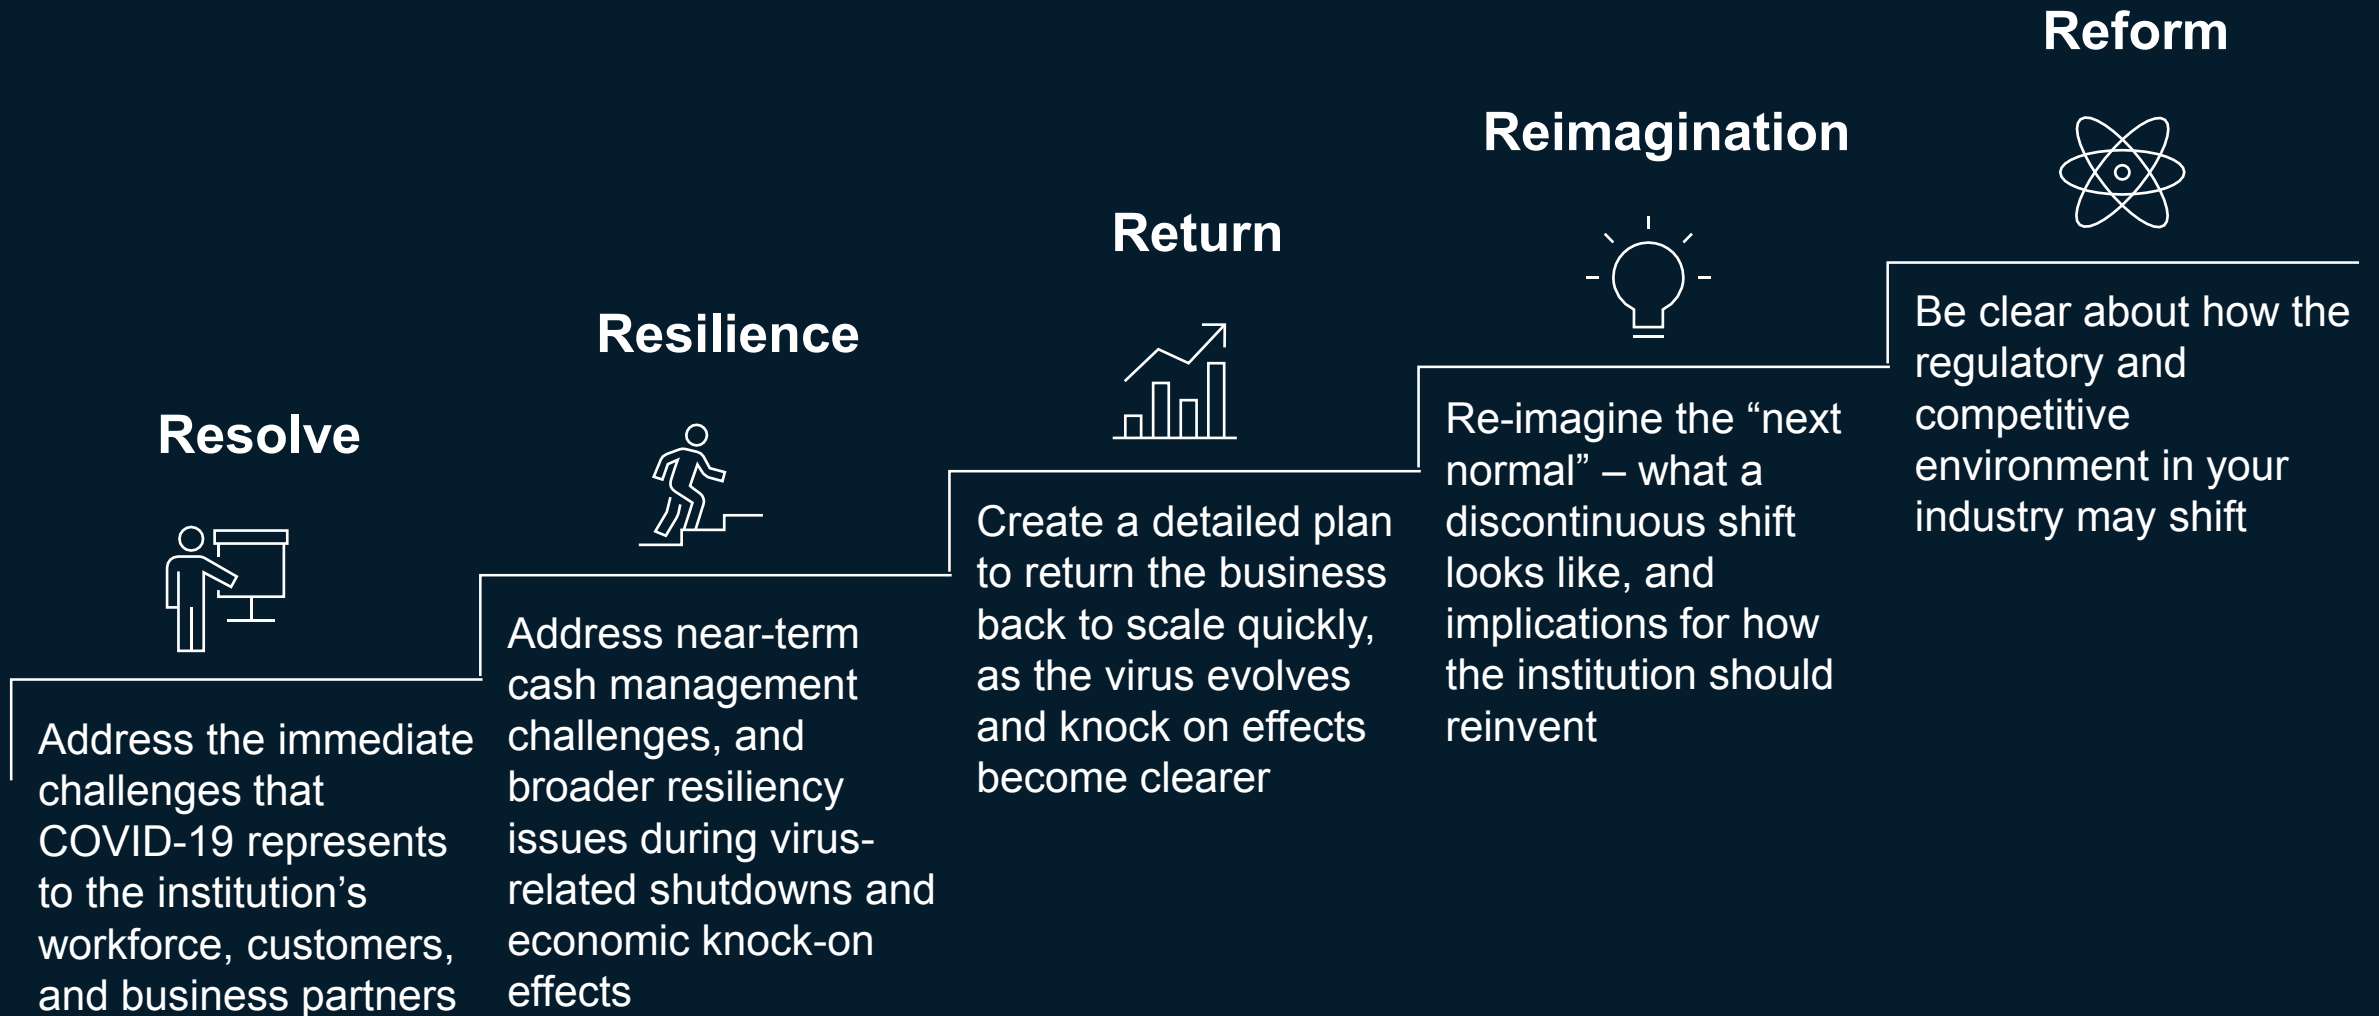 Resolve
Address the immediate
challenges that
COVID-19 represents
to the institution’s
workforce, customers,
and business partners
Resilience
Address near-term
cash management
challenges, and
broader resiliency
issues during virus-
related shutdowns and
economic knock-on
effects
Return
Create a detailed plan
to return the business
back to scale quickly,
as the virus evolves
and knock on effects
become clearer
Reimagination
Re-imagine the “next
normal” – what a
discontinuous shift
looks like, and
implications for how
the institution should
reinvent
Reform
Be clear about how the
regulatory and
competitive
environment in your
industry may shift